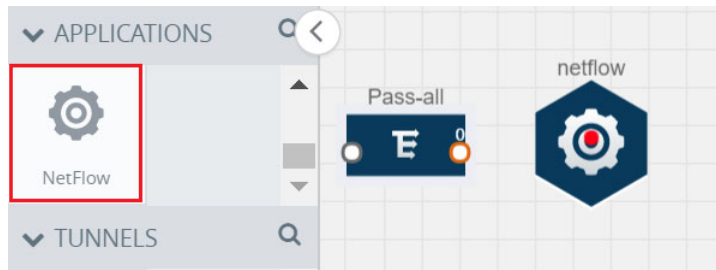 APPLICATIONS
NetFlow
TUNNELS
Pass-all
0
netflow